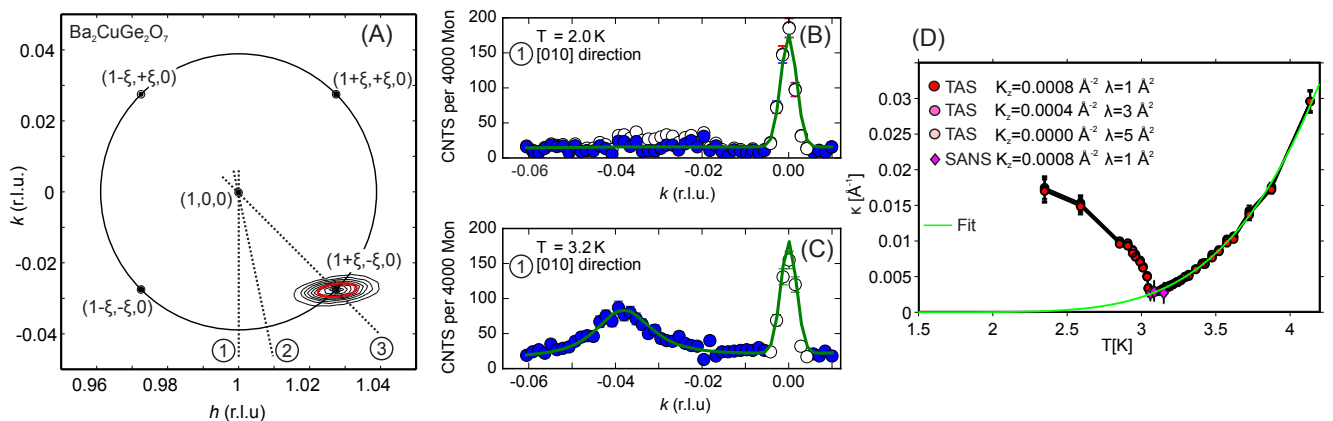 Ba₂CuGe₂O₇
(A)
0.04
0.02
0
-0.02
-0.04
k (r.l.u.)
(1-ξ,+ξ,0)
(1+ξ,+ξ,0)
(1,0,0)
(1+ξ,-ξ,0)
(1-ξ,-ξ,0)
1
2
3
0.96
0.98
1
1.02
1.04
h (r.l.u)
(B)
T = 2.0 K
1 [010] direction
CNTS per 4000 Mon
200
150
100
50
0
-0.06
-0.04
-0.02
0.00
k (r.l.u.)
(C)
T = 3.2 K
1 [010] direction
CNTS per 4000 Mon
200
150
100
50
0
-0.06
-0.04
-0.02
0.00
k (r.l.u.)
(D)
TAS K_z=0.0008 Å⁻² λ=1 Å²
TAS K_z=0.0004 Å⁻² λ=3 Å²
TAS K_z=0.0000 Å⁻² λ=5 Å²
SANS K_z=0.0008 Å⁻² λ=1 Å²
Fit
κ [Å⁻¹]
0.03
0.025
0.02
0.015
0.01
0.005
0
1.5
2
2.5
3
3.5
4
T[K]